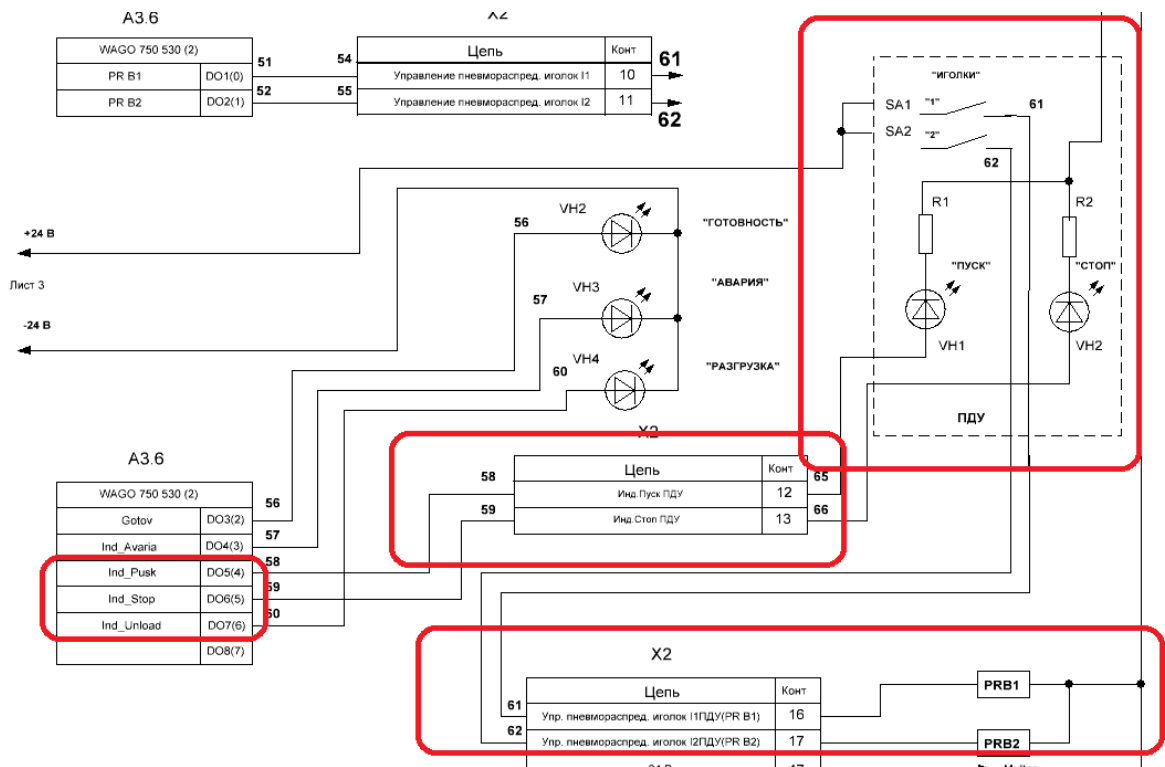 A3.6
X2
WAGO 750 530 (2)
PR B1 DO1(0) 51
PR B2 DO2(1) 52
Цепь Конт
54 Управление пневмораспред. иголок I1 10 61
55 Управление пневмораспред. иголок I2 11 62
"ИГОЛКИ"
SA1 "1" 61
SA2 "2" 62
R1 R2
"ПУСК" "СТОП"
VH1 VH2
ПДУ
+24 В
Лист 3
-24 В
56 VH2 "ГОТОВНОСТЬ"
57 VH3 "АВАРИЯ"
60 VH4 "РАЗГРУЗКА"
X2
Цепь Конт
58 Инд.Пуск ПДУ 12 65
59 Инд.Стоп ПДУ 13 66
A3.6
WAGO 750 530 (2)
Gotov DO3(2) 56
Ind_Avaria DO4(3) 57
Ind_Pusk DO5(4) 58
Ind_Stop DO6(5) 59
Ind_Unload DO7(6) 60
DO8(7)
X2
Цепь Конт
61 Упр. пневмораспред. иголок I1ПДУ(PR B1) 16 PRB1
62 Упр. пневмораспред. иголок I2ПДУ(PR B2) 17 PRB2